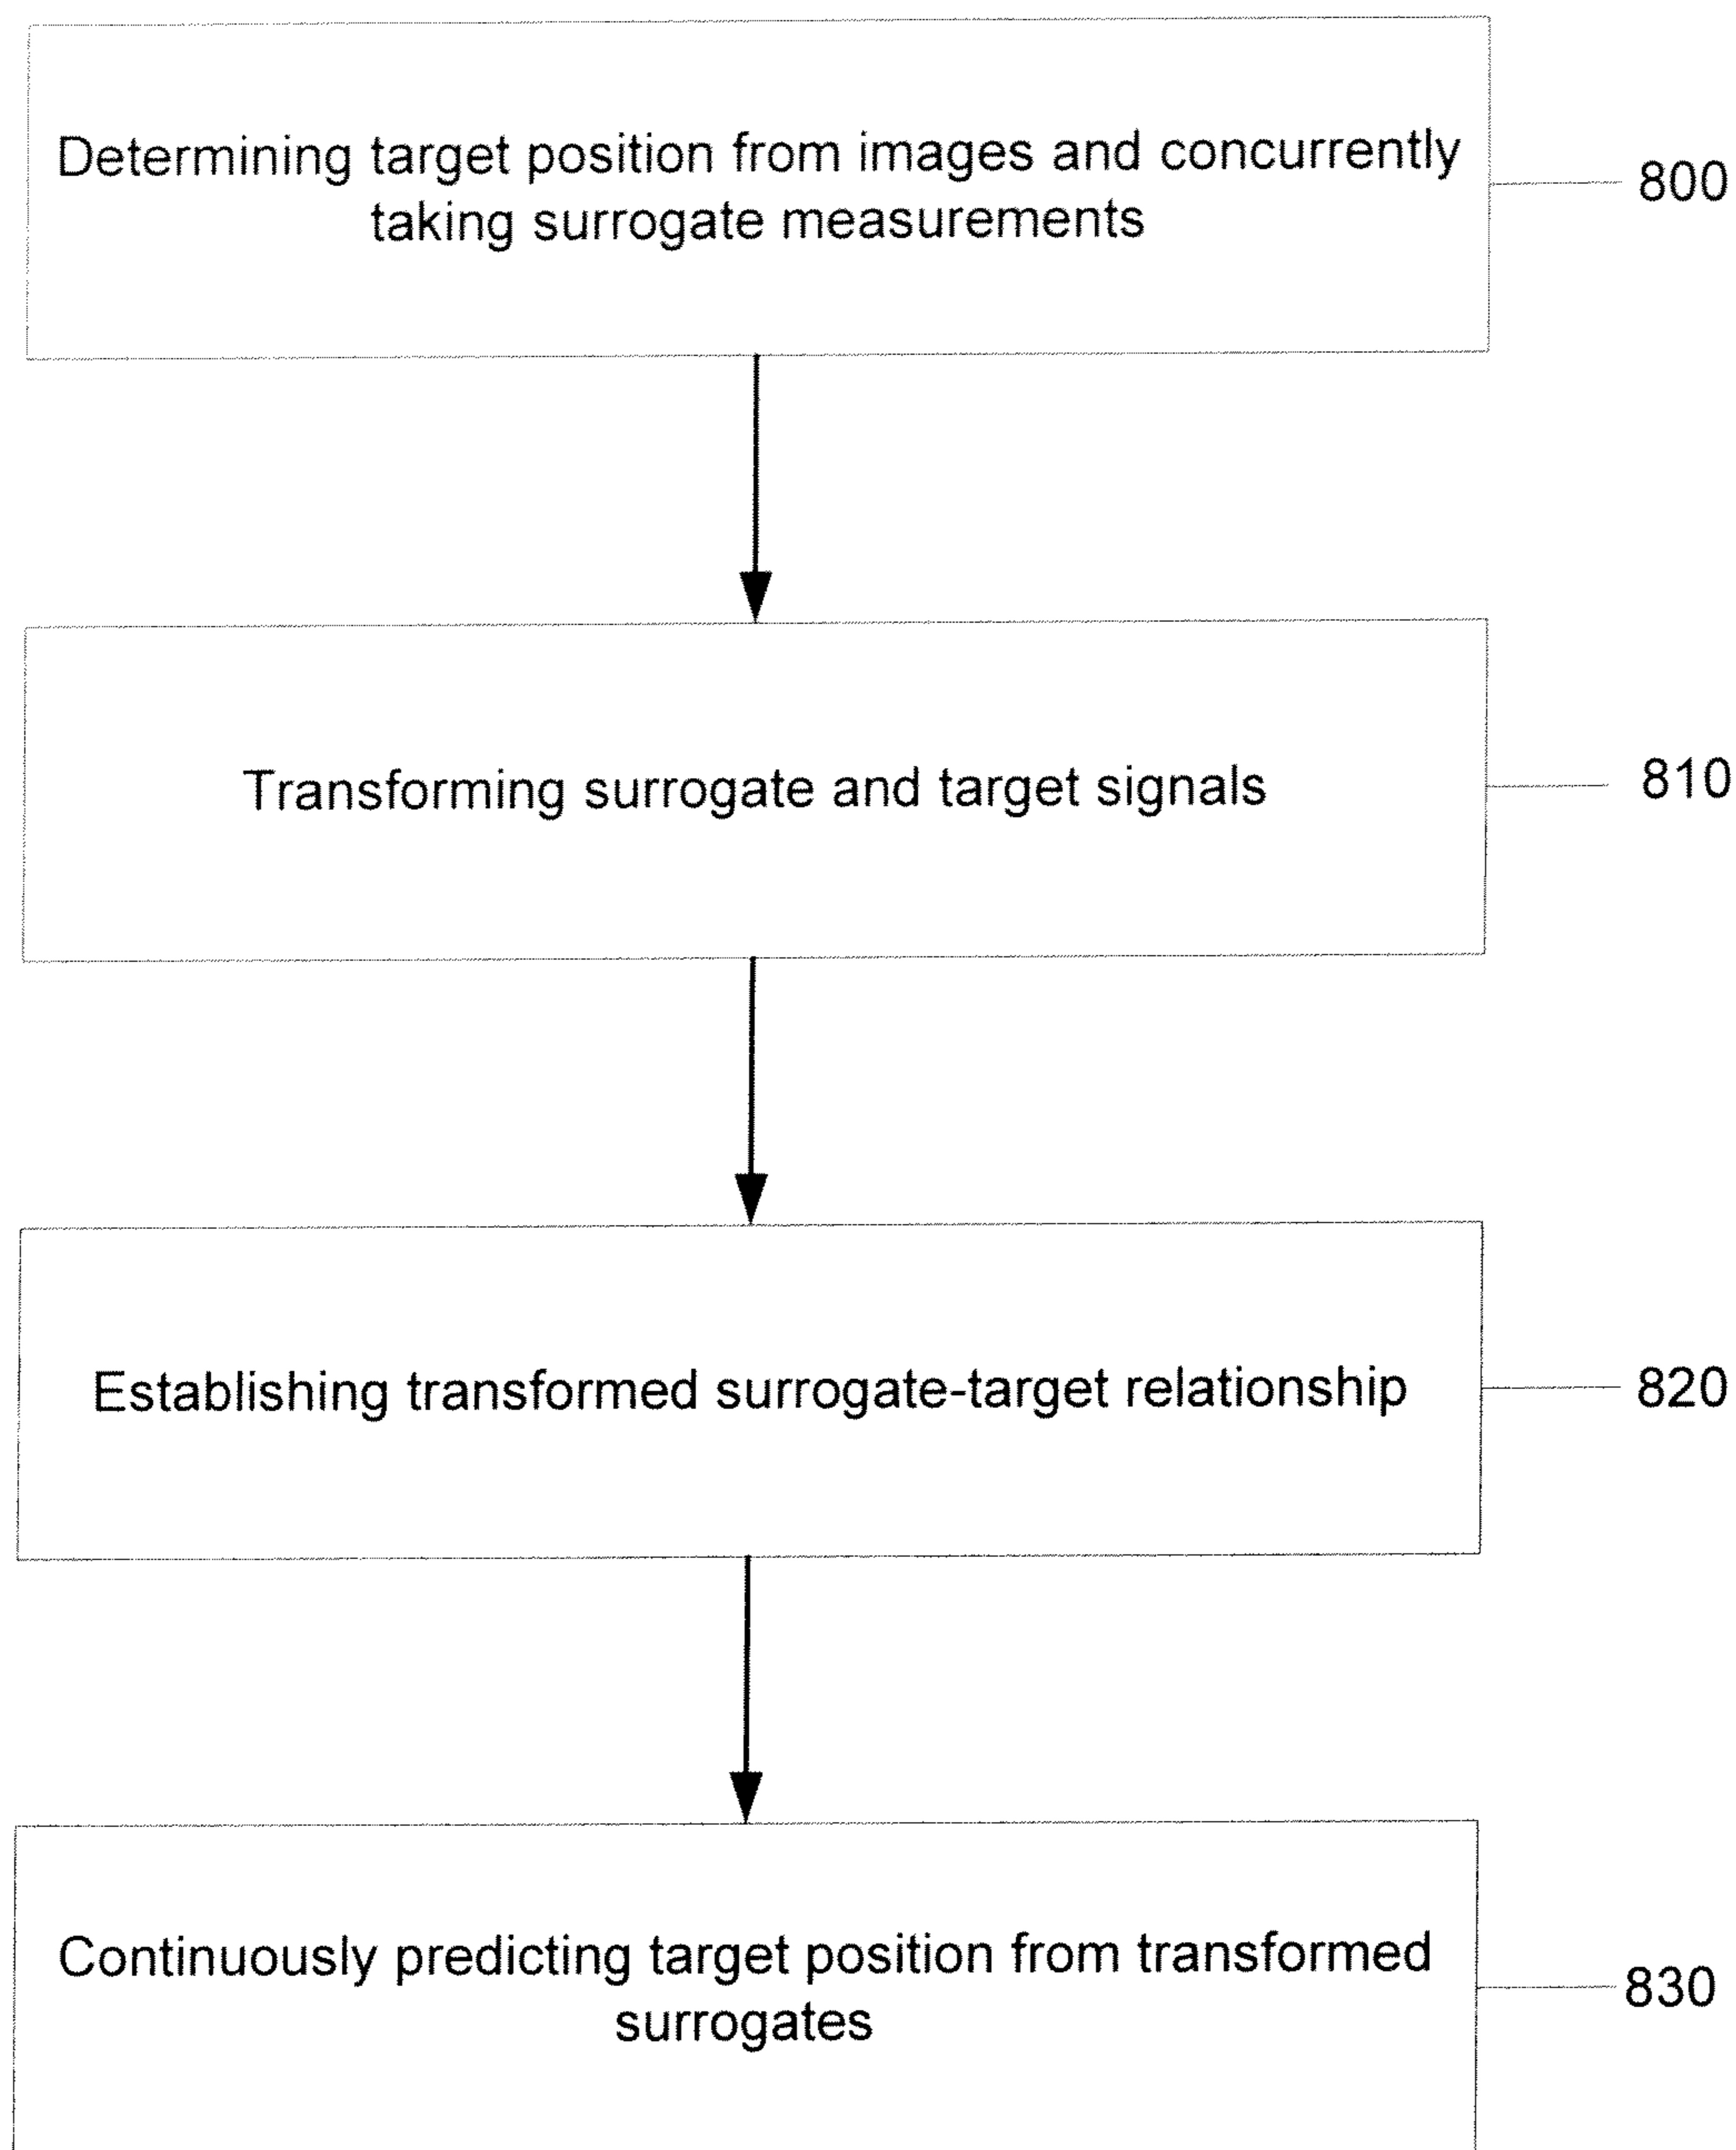 Determining target position from images and concurrently
taking surrogate measurements
800
Transforming surrogate and target signals
810
Establishing transformed surrogate-target relationship
820
Continuously predicting target position from transformed
surrogates
830